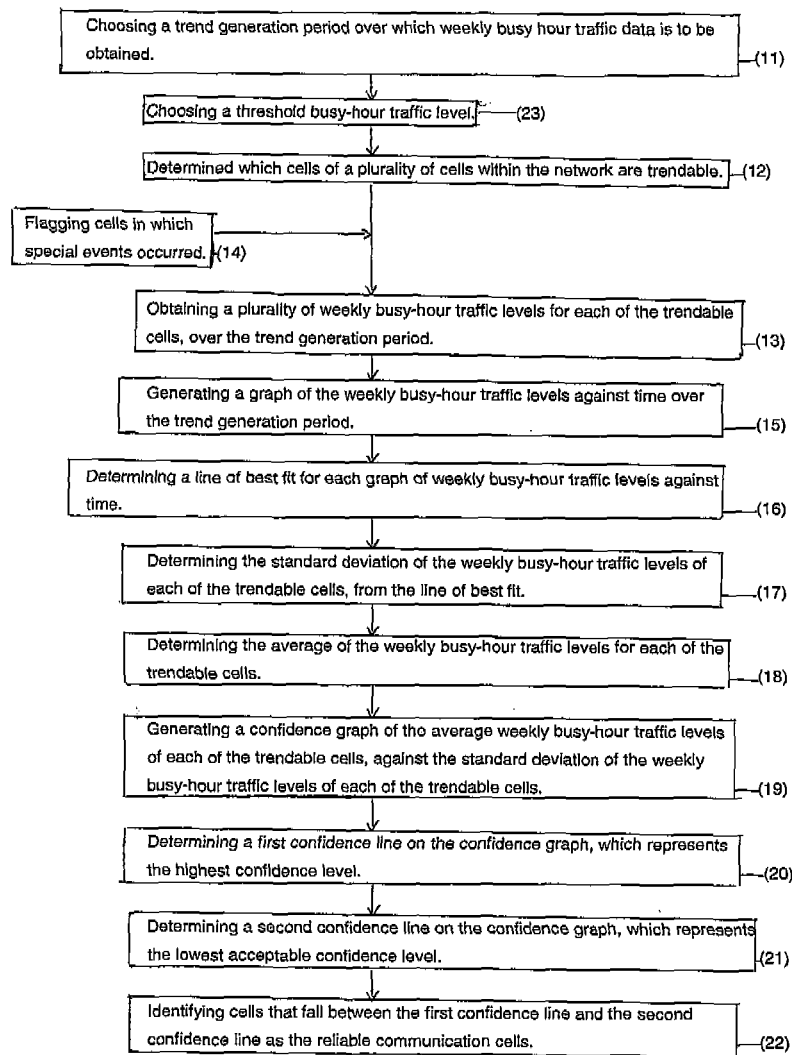 Choosing a trend generation period over which weekly busy hour traffic data is to be
obtained.
(11)
Choosing a threshold busy-hour traffic level.
(23)
Determined which cells of a plurality of cells within the network are trendable.
(12)
Flagging cells in which
special events occurred.
(14)
Obtaining a plurality of weekly busy-hour traffic levels for each of the trendable
cells, over the trend generation period.
(13)
Generating a graph of the weekly busy-hour traffic levels against time over
the trend generation period.
(15)
Determining a line of best fit for each graph of weekly busy-hour traffic levels against
time.
(16)
Determining the standard deviation of the weekly busy-hour traffic levels of
each of the trendable cells, from the line of best fit.
(17)
Determining the average of the weekly busy-hour traffic levels for each of the
trendable cells.
(18)
Generating a confidence graph of the average weekly busy-hour traffic levels
of each of the trendable cells, against the standard deviation of the weekly
busy-hour traffic levels of each of the trendable cells.
(19)
Determining a first confidence line on the confidence graph, which represents
the highest confidence level.
(20)
Determining a second confidence line on the confidence graph, which represents
the lowest acceptable confidence level.
(21)
Identifying cells that fall between the first confidence line and the second
confidence line as the reliable communication cells.
(22)